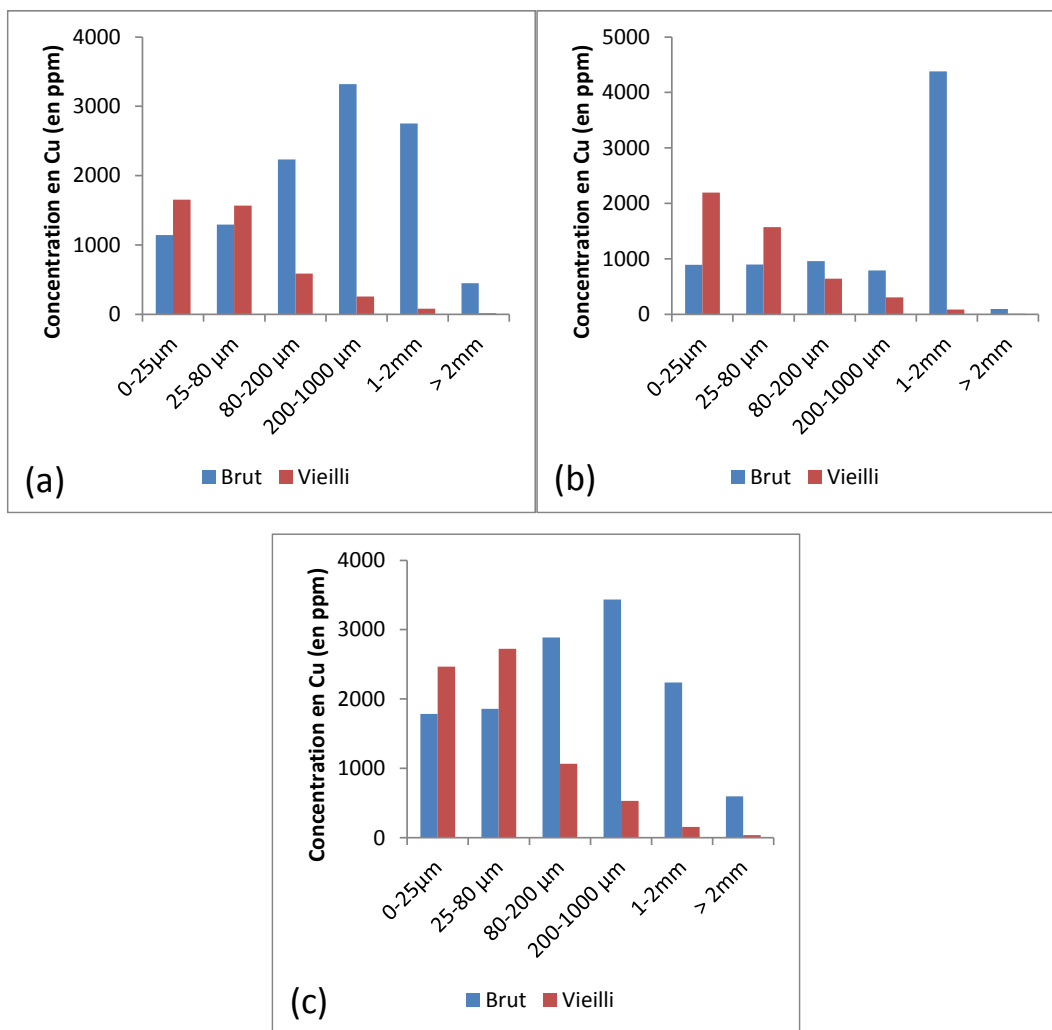 Concentration en Cu (en ppm)
4000
3000
2000
1000
0
0-25µm
25-80 µm
80-200 µm
200-1000 µm
1-2mm
> 2mm
Brut Vieilli
(a)
Concentration en Cu (en ppm)
5000
4000
3000
2000
1000
0
0-25µm
25-80 µm
80-200 µm
200-1000 µm
1-2mm
> 2mm
Brut Vieilli
(b)
Concentration en Cu (en ppm)
4000
3000
2000
1000
0
0-25µm
25-80 µm
80-200 µm
200-1000 µm
1-2mm
> 2mm
Brut Vieilli
(c)